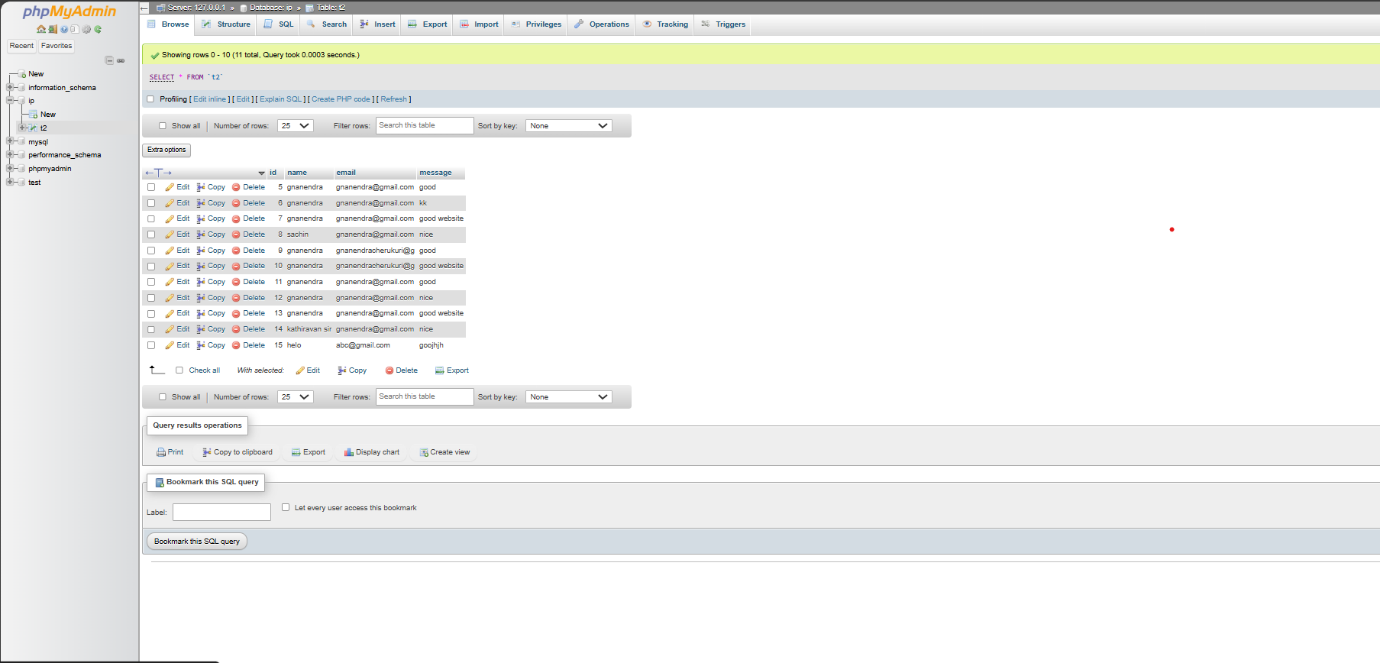 phpMyAdmin
Recent Favorites
New
information_schema
ip
New
t2
mysql
performance_schema
phpmyadmin
test
Server: 127.0.0.1 » Database: ip » Table: t2
Browse Structure SQL Search Insert Export Import Privileges Operations Tracking Triggers
Showing rows 0 - 10 (11 total, Query took 0.0003 seconds.)
SELECT * FROM `t2`
Profiling [ Edit inline ] [ Edit ] [ Explain SQL ] [ Create PHP code ] [ Refresh ]
Show all | Number of rows: 25 Filter rows: Search this table Sort by key: None
Extra options
←T→ id name email message
Edit Copy Delete 5 gnanendra gnanendra@gmail.com good
Edit Copy Delete 6 gnanendra gnanendra@gmail.com kk
Edit Copy Delete 7 gnanendra gnanendra@gmail.com good website
Edit Copy Delete 8 sachin gnanendra@gmail.com nice
Edit Copy Delete 9 gnanendra gnanendracherukuri@g good
Edit Copy Delete 10 gnanendra gnanendracherukuri@g good website
Edit Copy Delete 11 gnanendra gnanendra@gmail.com good
Edit Copy Delete 12 gnanendra gnanendra@gmail.com nice
Edit Copy Delete 13 gnanendra gnanendra@gmail.com good website
Edit Copy Delete 14 kathiravan sir gnanendra@gmail.com nice
Edit Copy Delete 15 helo abc@gmail.com goojhjh
Check all With selected: Edit Copy Delete Export
Show all | Number of rows: 25 Filter rows: Search this table Sort by key: None
Query results operations
Print Copy to clipboard Export Display chart Create view
Bookmark this SQL query
Label: Let every user access this bookmark
Bookmark this SQL query